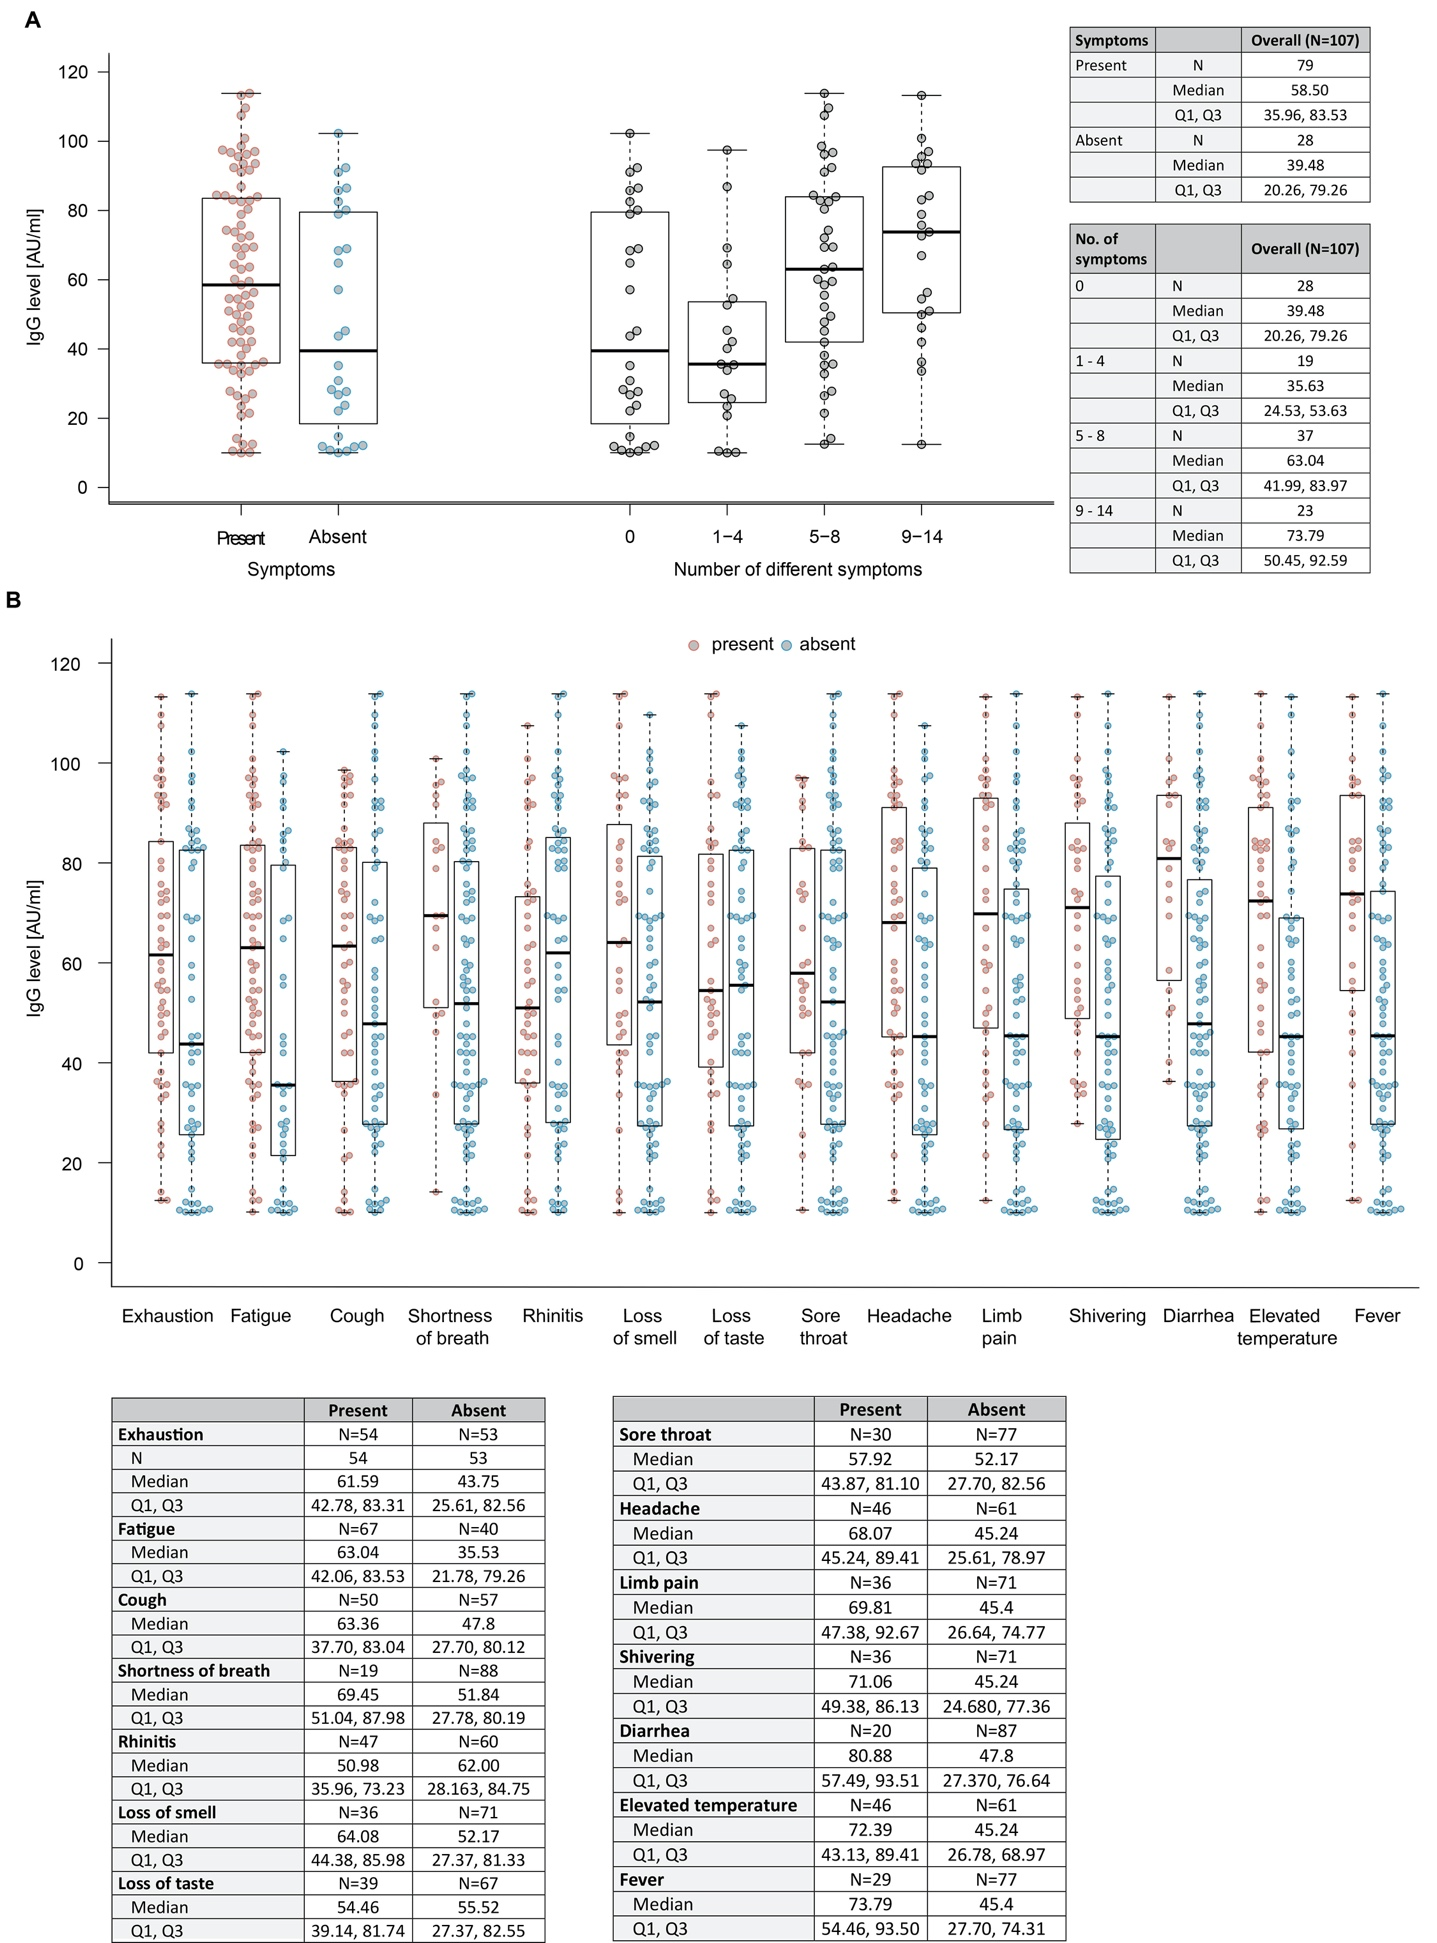 A
120
100
80
60
40
20
0
IgG level [AU/ml]
Present Absent 0 1−4 5−8 9−14
Symptoms Number of different symptoms
Symptoms Overall (N=107)
Present N 79
Median 58.50
Q1, Q3 35.96, 83.53
Absent N 28
Median 39.48
Q1, Q3 20.26, 79.26
No. of
symptoms Overall (N=107)
0 N 28
Median 39.48
Q1, Q3 20.26, 79.26
1 - 4 N 19
Median 35.63
Q1, Q3 24.53, 53.63
5 - 8 N 37
Median 63.04
Q1, Q3 41.99, 83.97
9 - 14 N 23
Median 73.79
Q1, Q3 50.45, 92.59
B
present absent
120
100
80
60
40
20
0
IgG level [AU/ml]
Exhaustion Fatigue Cough Shortness Rhinitis Loss Loss Sore Headache Limb Shivering Diarrhea Elevated Fever
of breath of smell of taste throat pain temperature
Present Absent
Exhaustion N=54 N=53
N 54 53
Median 61.59 43.75
Q1, Q3 42.78, 83.31 25.61, 82.56
Fatigue N=67 N=40
Median 63.04 35.53
Q1, Q3 42.06, 83.53 21.78, 79.26
Cough N=50 N=57
Median 63.36 47.8
Q1, Q3 37.70, 83.04 27.70, 80.12
Shortness of breath N=19 N=88
Median 69.45 51.84
Q1, Q3 51.04, 87.98 27.78, 80.19
Rhinitis N=47 N=60
Median 50.98 62.00
Q1, Q3 35.96, 73.23 28.163, 84.75
Loss of smell N=36 N=71
Median 64.08 52.17
Q1, Q3 44.38, 85.98 27.37, 81.33
Loss of taste N=39 N=67
Median 54.46 55.52
Q1, Q3 39.14, 81.74 27.37, 82.55
Present Absent
Sore throat N=30 N=77
Median 57.92 52.17
Q1, Q3 43.87, 81.10 27.70, 82.56
Headache N=46 N=61
Median 68.07 45.24
Q1, Q3 45.24, 89.41 25.61, 78.97
Limb pain N=36 N=71
Median 69.81 45.4
Q1, Q3 47.38, 92.67 26.64, 74.77
Shivering N=36 N=71
Median 71.06 45.24
Q1, Q3 49.38, 86.13 24.680, 77.36
Diarrhea N=20 N=87
Median 80.88 47.8
Q1, Q3 57.49, 93.51 27.370, 76.64
Elevated temperature N=46 N=61
Median 72.39 45.24
Q1, Q3 43.13, 89.41 26.78, 68.97
Fever N=29 N=77
Median 73.79 45.4
Q1, Q3 54.46, 93.50 27.70, 74.31